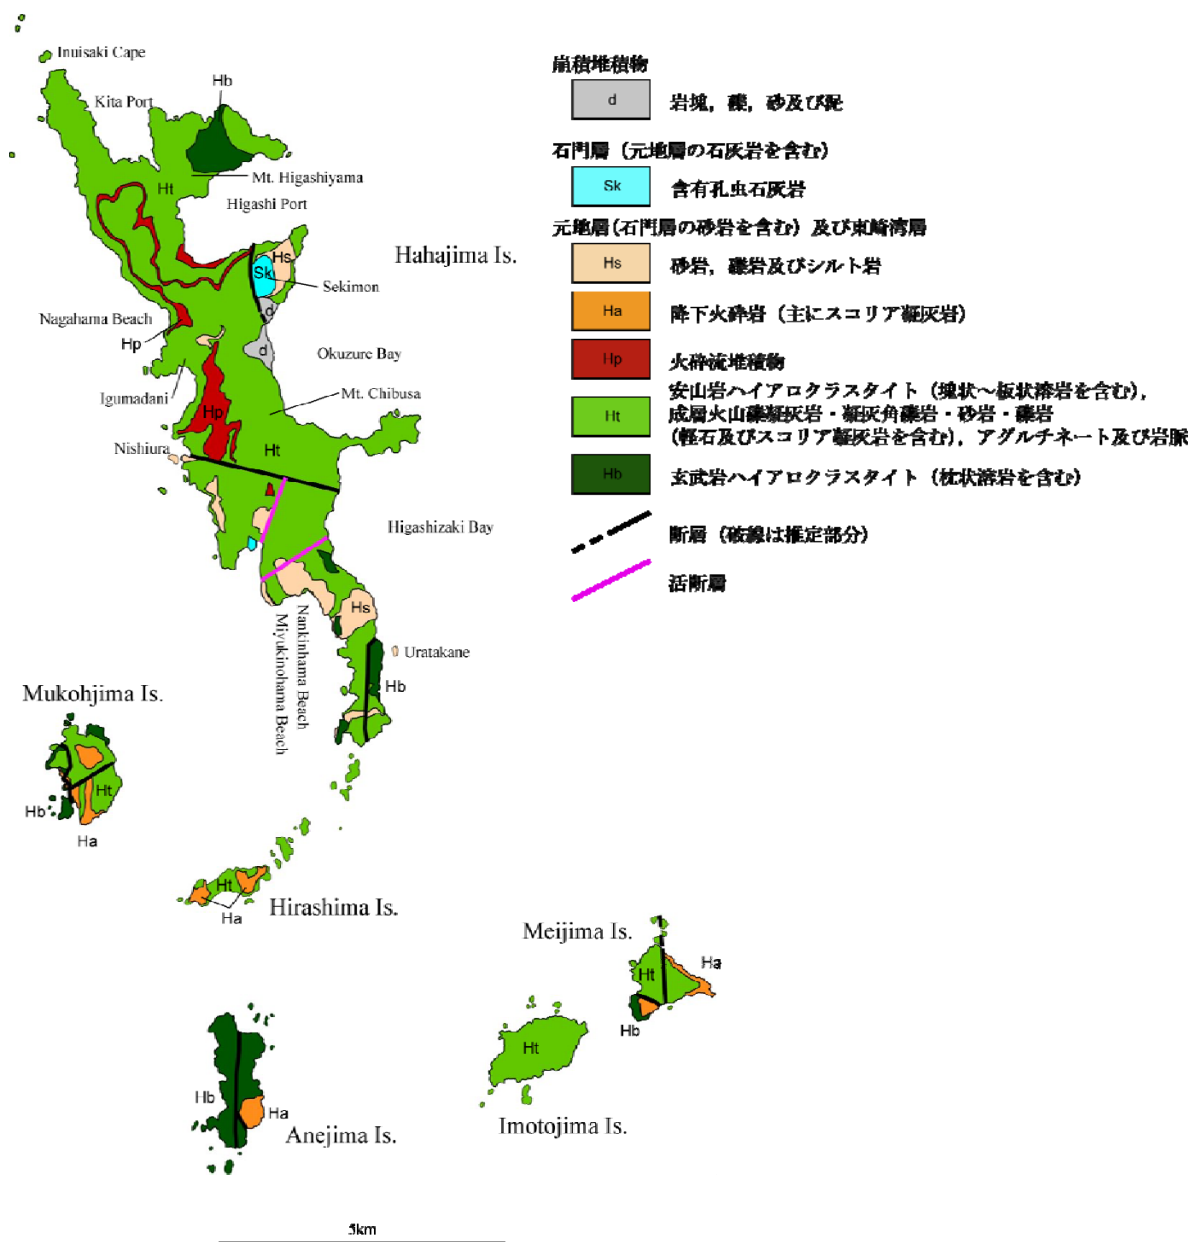 Inuisaki Cape
Hb
Kita Port
Mt. Higashiyama
Ht
Higashi Port
Hahajima Is.
Hs
Sk
Sekimon
d
Nagahama Beach
Hp
d
Okuzure Bay
Igumadani
Mt. Chibusa
Hp
Nishiura
Ht
Higashizaki Bay
Hs
Nankinhama Beach
Miyukinohama Beach
Uratakane
Hb
Mukohjima Is.
Ht
Hb
Ha
Ht
Ha
Hirashima Is.
Meijima Is.
Ht
Ha
Hb
Ht
Imotojima Is.
Hb
Ha
Anejima Is.
5km
崩積堆積物
d 岩塊，礫，砂及び泥
石門層（元地層の石灰岩を含む）
Sk 含有孔虫石灰岩
元地層(石門層の砂岩を含む）及び東崎湾層
Hs 砂岩，礫岩及びシルト岩
Ha 降下火砕岩（主にスコリア凝灰岩）
Hp 火砕流堆積物
安山岩ハイアロクラスタイト（塊状～板状溶岩を含む），
Ht 成層火山礫凝灰岩・凝灰角礫岩・砂岩・礫岩
（軽石及びスコリア凝灰岩を含む)，アグルチネート及び岩脈
Hb 玄武岩ハイアロクラスタイト（枕状溶岩を含む）
断層（破線は推定部分）
活断層